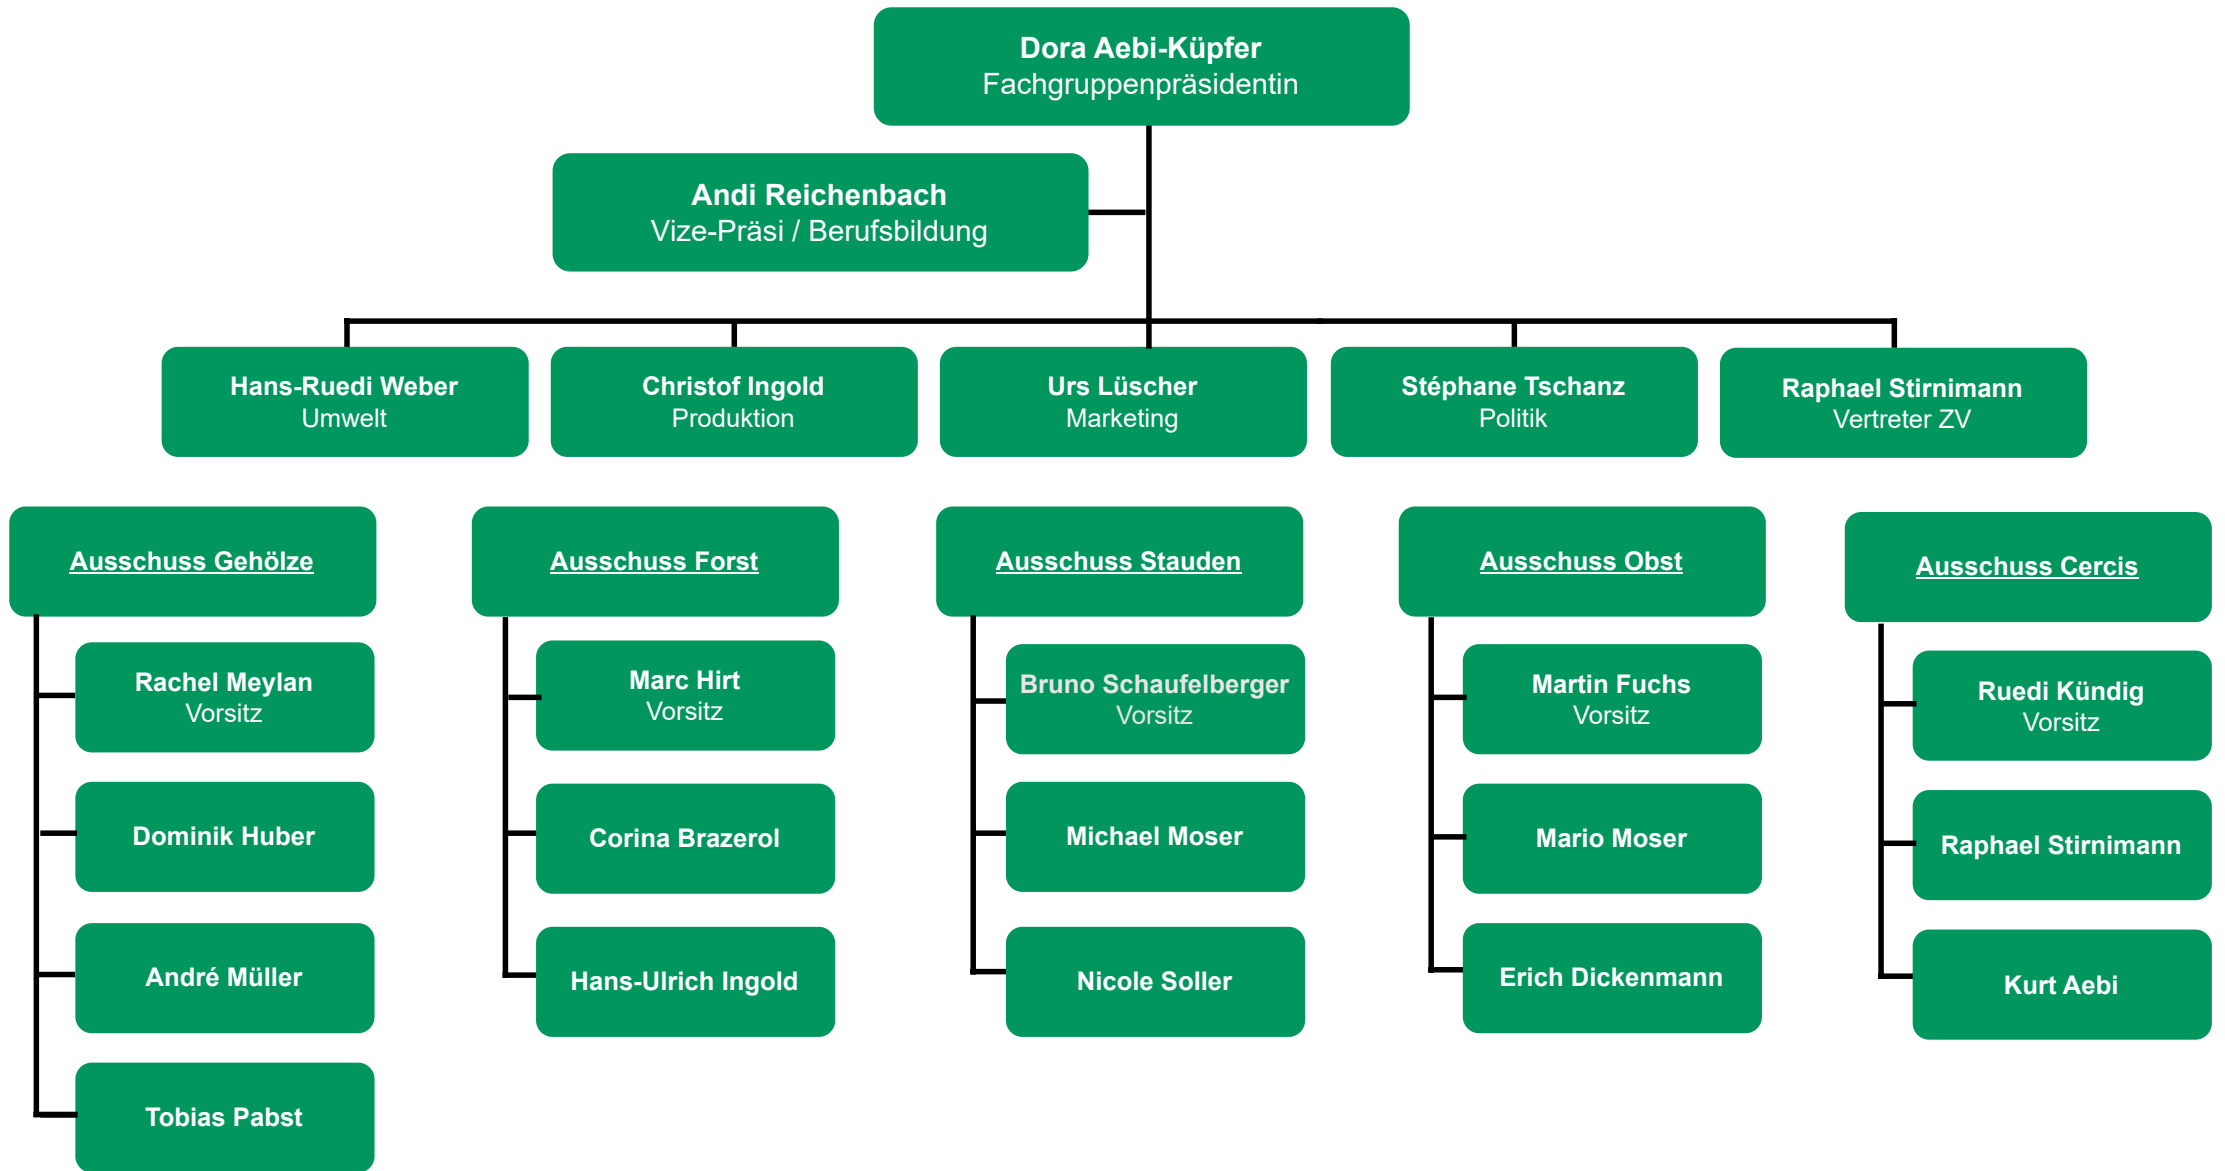 Dora Aebi-Küpfer
Fachgruppenpräsidentin
Andi Reichenbach
Vize-Präsi / Berufsbildung
Hans-Ruedi Weber
Umwelt
Christof Ingold
Produktion
Urs Lüscher
Marketing
Stéphane Tschanz
Politik
Raphael Stirnimann
Vertreter ZV
Ausschuss Gehölze
Rachel Meylan
Vorsitz
Dominik Huber
André Müller
Tobias Pabst
Ausschuss Forst
Marc Hirt
Vorsitz
Corina Brazerol
Hans-Ulrich Ingold
Ausschuss Stauden
Bruno Schaufelberger
Vorsitz
Michael Moser
Nicole Soller
Ausschuss Obst
Martin Fuchs
Vorsitz
Mario Moser
Erich Dickenmann
Ausschuss Cercis
Ruedi Kündig
Vorsitz
Raphael Stirnimann
Kurt Aebi